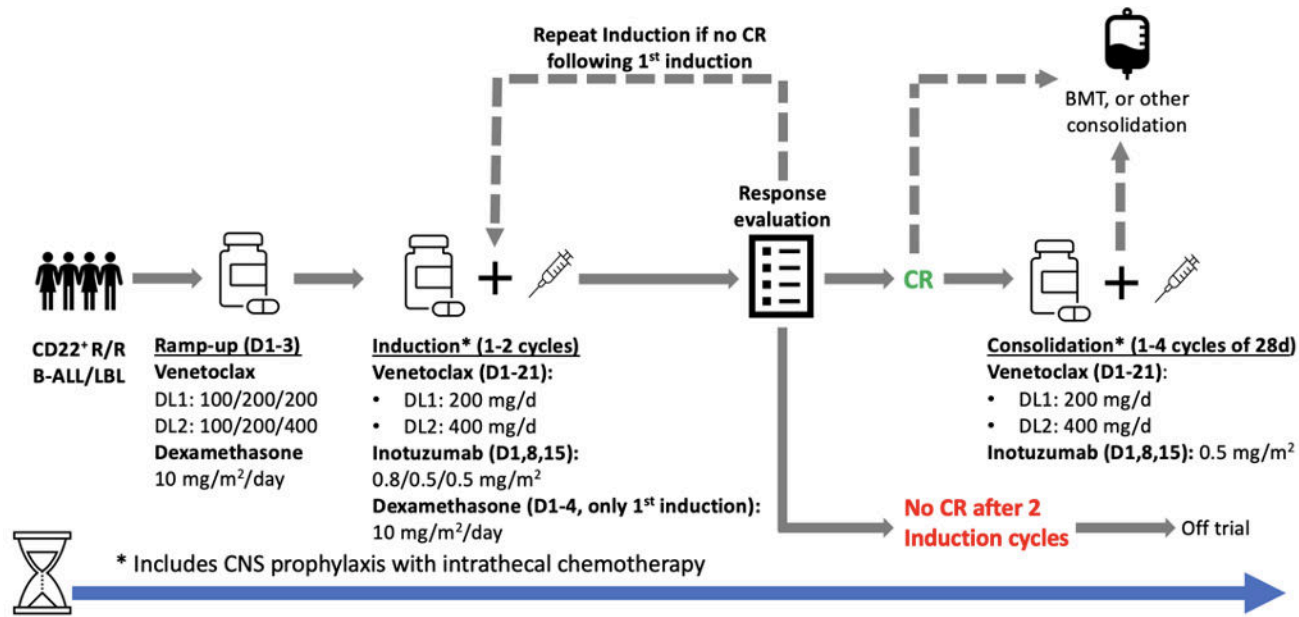 Repeat Induction if no CR
following 1st induction
BMT, or other
consolidation
Response
evaluation
CR
CD22+ R/R
B-ALL/LBL
Ramp-up (D1-3)
Venetoclax
DL1: 100/200/200
DL2: 100/200/400
Dexamethasone
10 mg/m2/day
Induction* (1-2 cycles)
Venetoclax (D1-21):
• DL1: 200 mg/d
• DL2: 400 mg/d
Inotuzumab (D1,8,15):
0.8/0.5/0.5 mg/m2
Dexamethasone (D1-4, only 1st induction):
10 mg/m2/day
Consolidation* (1-4 cycles of 28d)
Venetoclax (D1-21):
• DL1: 200 mg/d
• DL2: 400 mg/d
Inotuzumab (D1,8,15): 0.5 mg/m2
No CR after 2
Induction cycles
Off trial
* Includes CNS prophylaxis with intrathecal chemotherapy